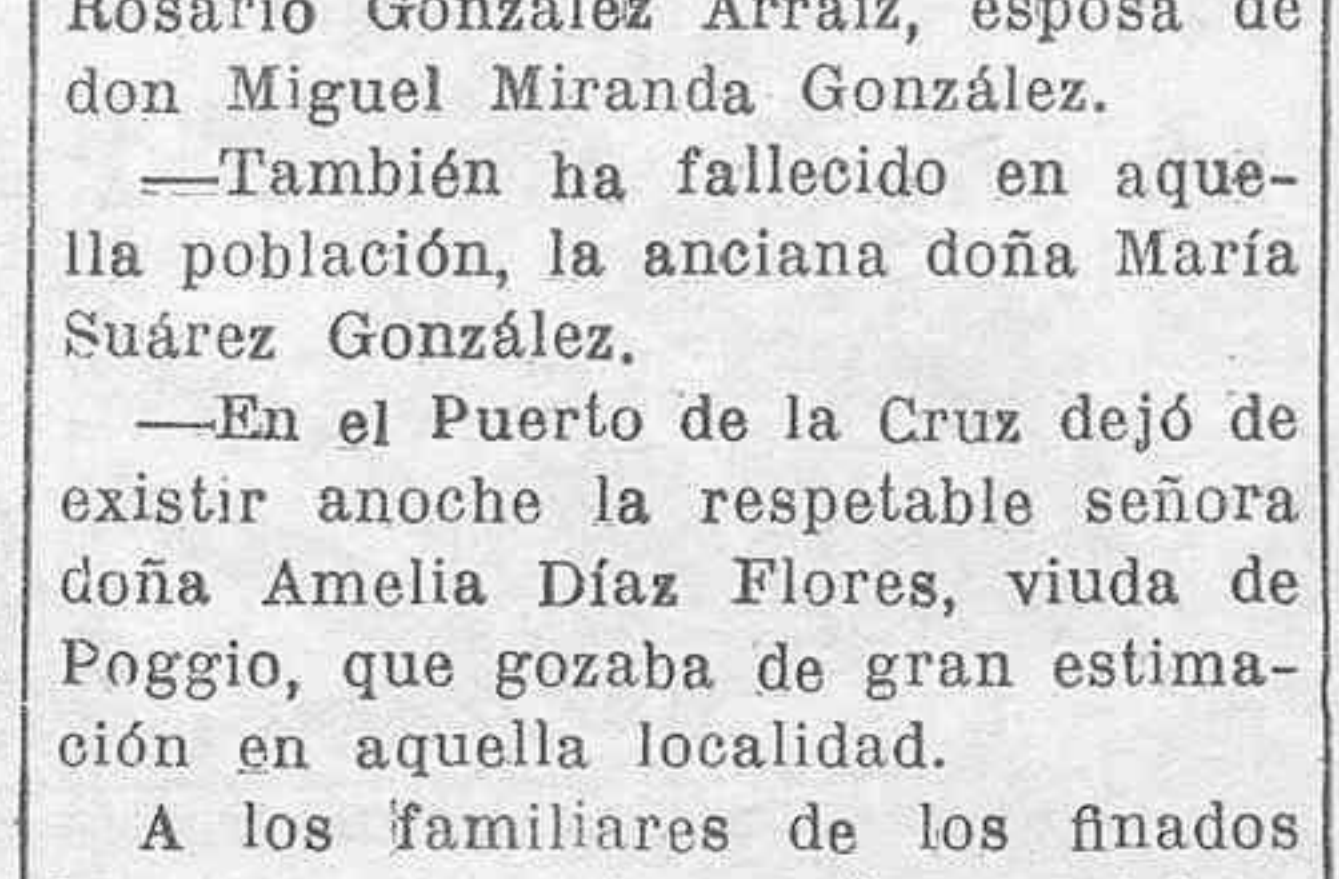 Rosario González Arraiz, esposa de
don Miguel Miranda González.
—También ha fallecido en aque-
lla población, la anciana doña María
Suárez González.
—En el Puerto de la Cruz dejó de
existir anoche la respetable señora
doña Amelia Díaz Flores, viuda de
Poggio, que gozaba de gran estima-
ción en aquella localidad.
A los familiares de los finados